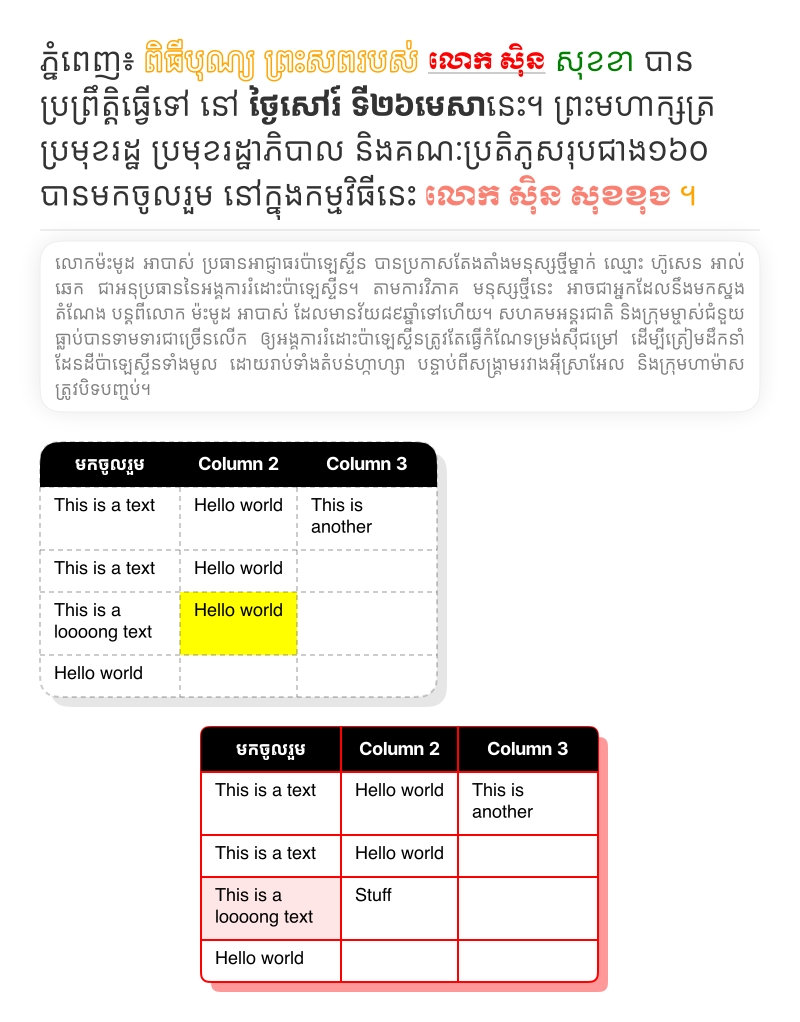 ភ្នំពេញ៖ ពិធីបុណ្យ ព្រះសពរបស់ លោក ស៊ិន សុខខា បាន
ប្រព្រឹត្តិធ្វើទៅ នៅ ថ្ងៃសៅរ៍ ទី២៦មេសានេះ។ ព្រះមហាក្សត្រ
ប្រមុខរដ្ឋ ប្រមុខរដ្ឋាភិបាល និងគណៈប្រតិភូសរុបជាង១៦០
បានមកចូលរួម នៅក្នុងកម្មវិធីនេះ លោក ស៊ិន សុខខុង ។
លោកម៉ះមូដ អាបាស់ ប្រធានអាជ្ញាធរប៉ាឡេស្ទីន បានប្រកាសតែងតាំងមនុស្សថ្មីម្នាក់ ឈ្មោះ ហ៊ូសេន អាល់
ឆេក ជាអនុប្រធាននៃអង្គការរំដោះប៉ាឡេស្ទីន។ តាមការវិភាគ មនុស្សថ្មីនេះ អាចជាអ្នកដែលនឹងមកស្នង
តំណែង បន្តពីលោក ម៉ះមូដ អាបាស់ ដែលមានវ័យ៨៩ឆ្នាំទៅហើយ។ សហគមអន្តរជាតិ និងក្រុមម្ចាស់ជំនួយ
ធ្លាប់បានទាមទារជាច្រើនលើក ឲ្យអង្គការរំដោះប៉ាឡេស្ទីនត្រូវតែធ្វើកំណែទម្រង់ស៊ីជម្រៅ ដើម្បីត្រៀមដឹកនាំ
ដែនដីប៉ាឡេស្ទីនទាំងមូល ដោយរាប់ទាំងតំបន់ហ្គាហ្សា បន្ទាប់ពីសង្គ្រាមរវាងអ៊ីស្រាអែល និងក្រុមហាម៉ាស
ត្រូវបិទបញ្ចប់។
មកចូលរួម Column 2 Column 3
This is a text Hello world This is
another
This is a text Hello world
This is a Hello world
loooong text
Hello world
មកចូលរួម Column 2 Column 3
This is a text Hello world This is
another
This is a text Hello world
This is a Stuff
loooong text
Hello world